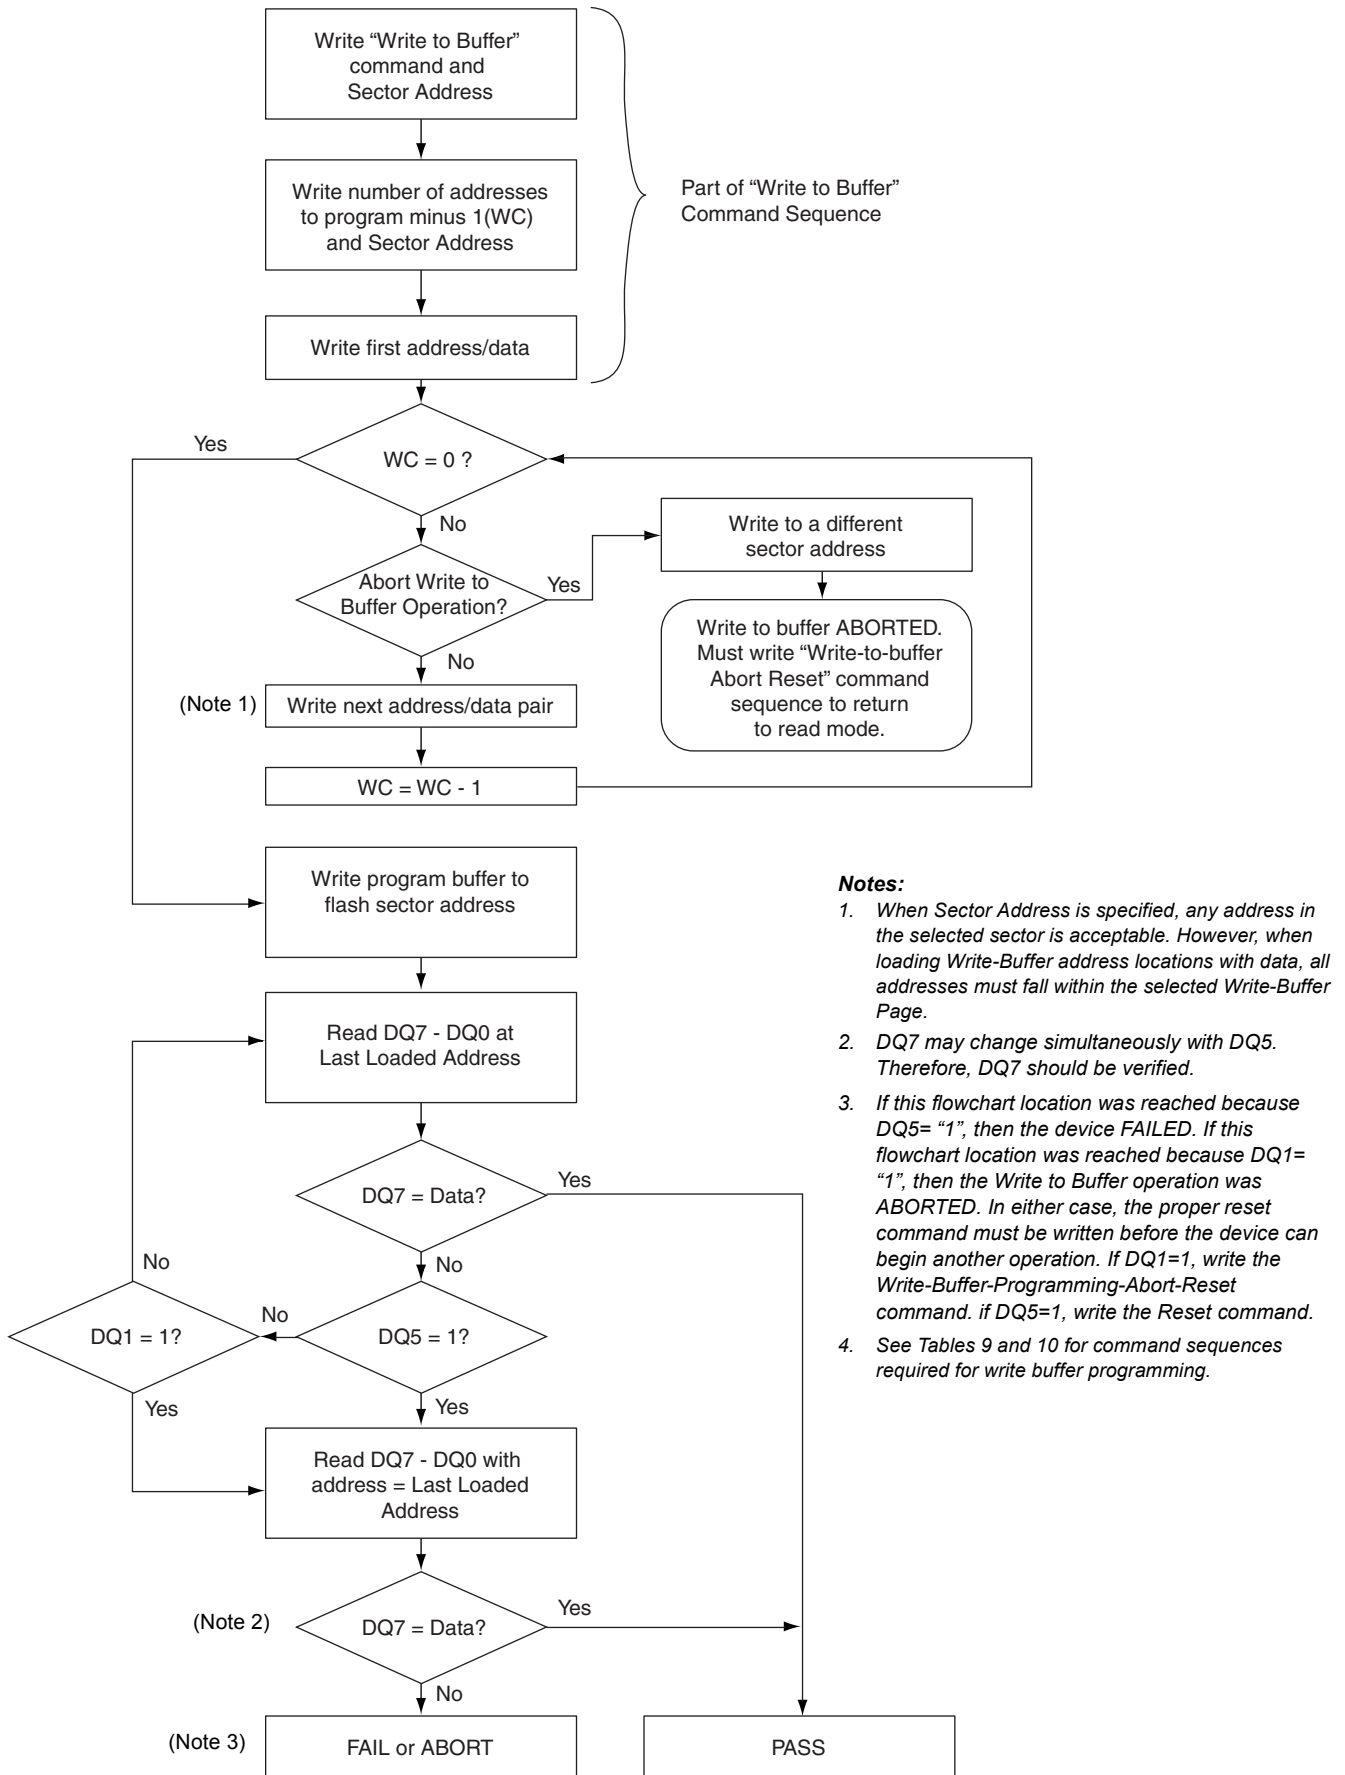 Write “Write to Buffer”
command and
Sector Address
Write number of addresses
to program minus 1(WC)
and Sector Address
Part of “Write to Buffer”
Command Sequence
Write first address/data
Yes
WC = 0 ?
No
Write to a different
sector address
Abort Write to
Buffer Operation?
Yes
Write to buffer ABORTED.
Must write “Write-to-buffer
Abort Reset” command
sequence to return
to read mode.
No
(Note 1)
Write next address/data pair
WC = WC - 1
Write program buffer to
flash sector address
Notes:
1. When Sector Address is specified, any address in
the selected sector is acceptable. However, when
loading Write-Buffer address locations with data, all
addresses must fall within the selected Write-Buffer
Page.
2. DQ7 may change simultaneously with DQ5.
Therefore, DQ7 should be verified.
3. If this flowchart location was reached because
DQ5= “1”, then the device FAILED. If this
flowchart location was reached because DQ1=
“1”, then the Write to Buffer operation was
ABORTED. In either case, the proper reset
command must be written before the device can
begin another operation. If DQ1=1, write the
Write-Buffer-Programming-Abort-Reset
command. if DQ5=1, write the Reset command.
4. See Tables 9 and 10 for command sequences
required for write buffer programming.
Read DQ7 - DQ0 at
Last Loaded Address
DQ7 = Data?
Yes
No
No
DQ1 = 1?
No
DQ5 = 1?
Yes
Yes
Read DQ7 - DQ0 with
address = Last Loaded
Address
(Note 2)
DQ7 = Data?
Yes
No
(Note 3)
FAIL or ABORT
PASS